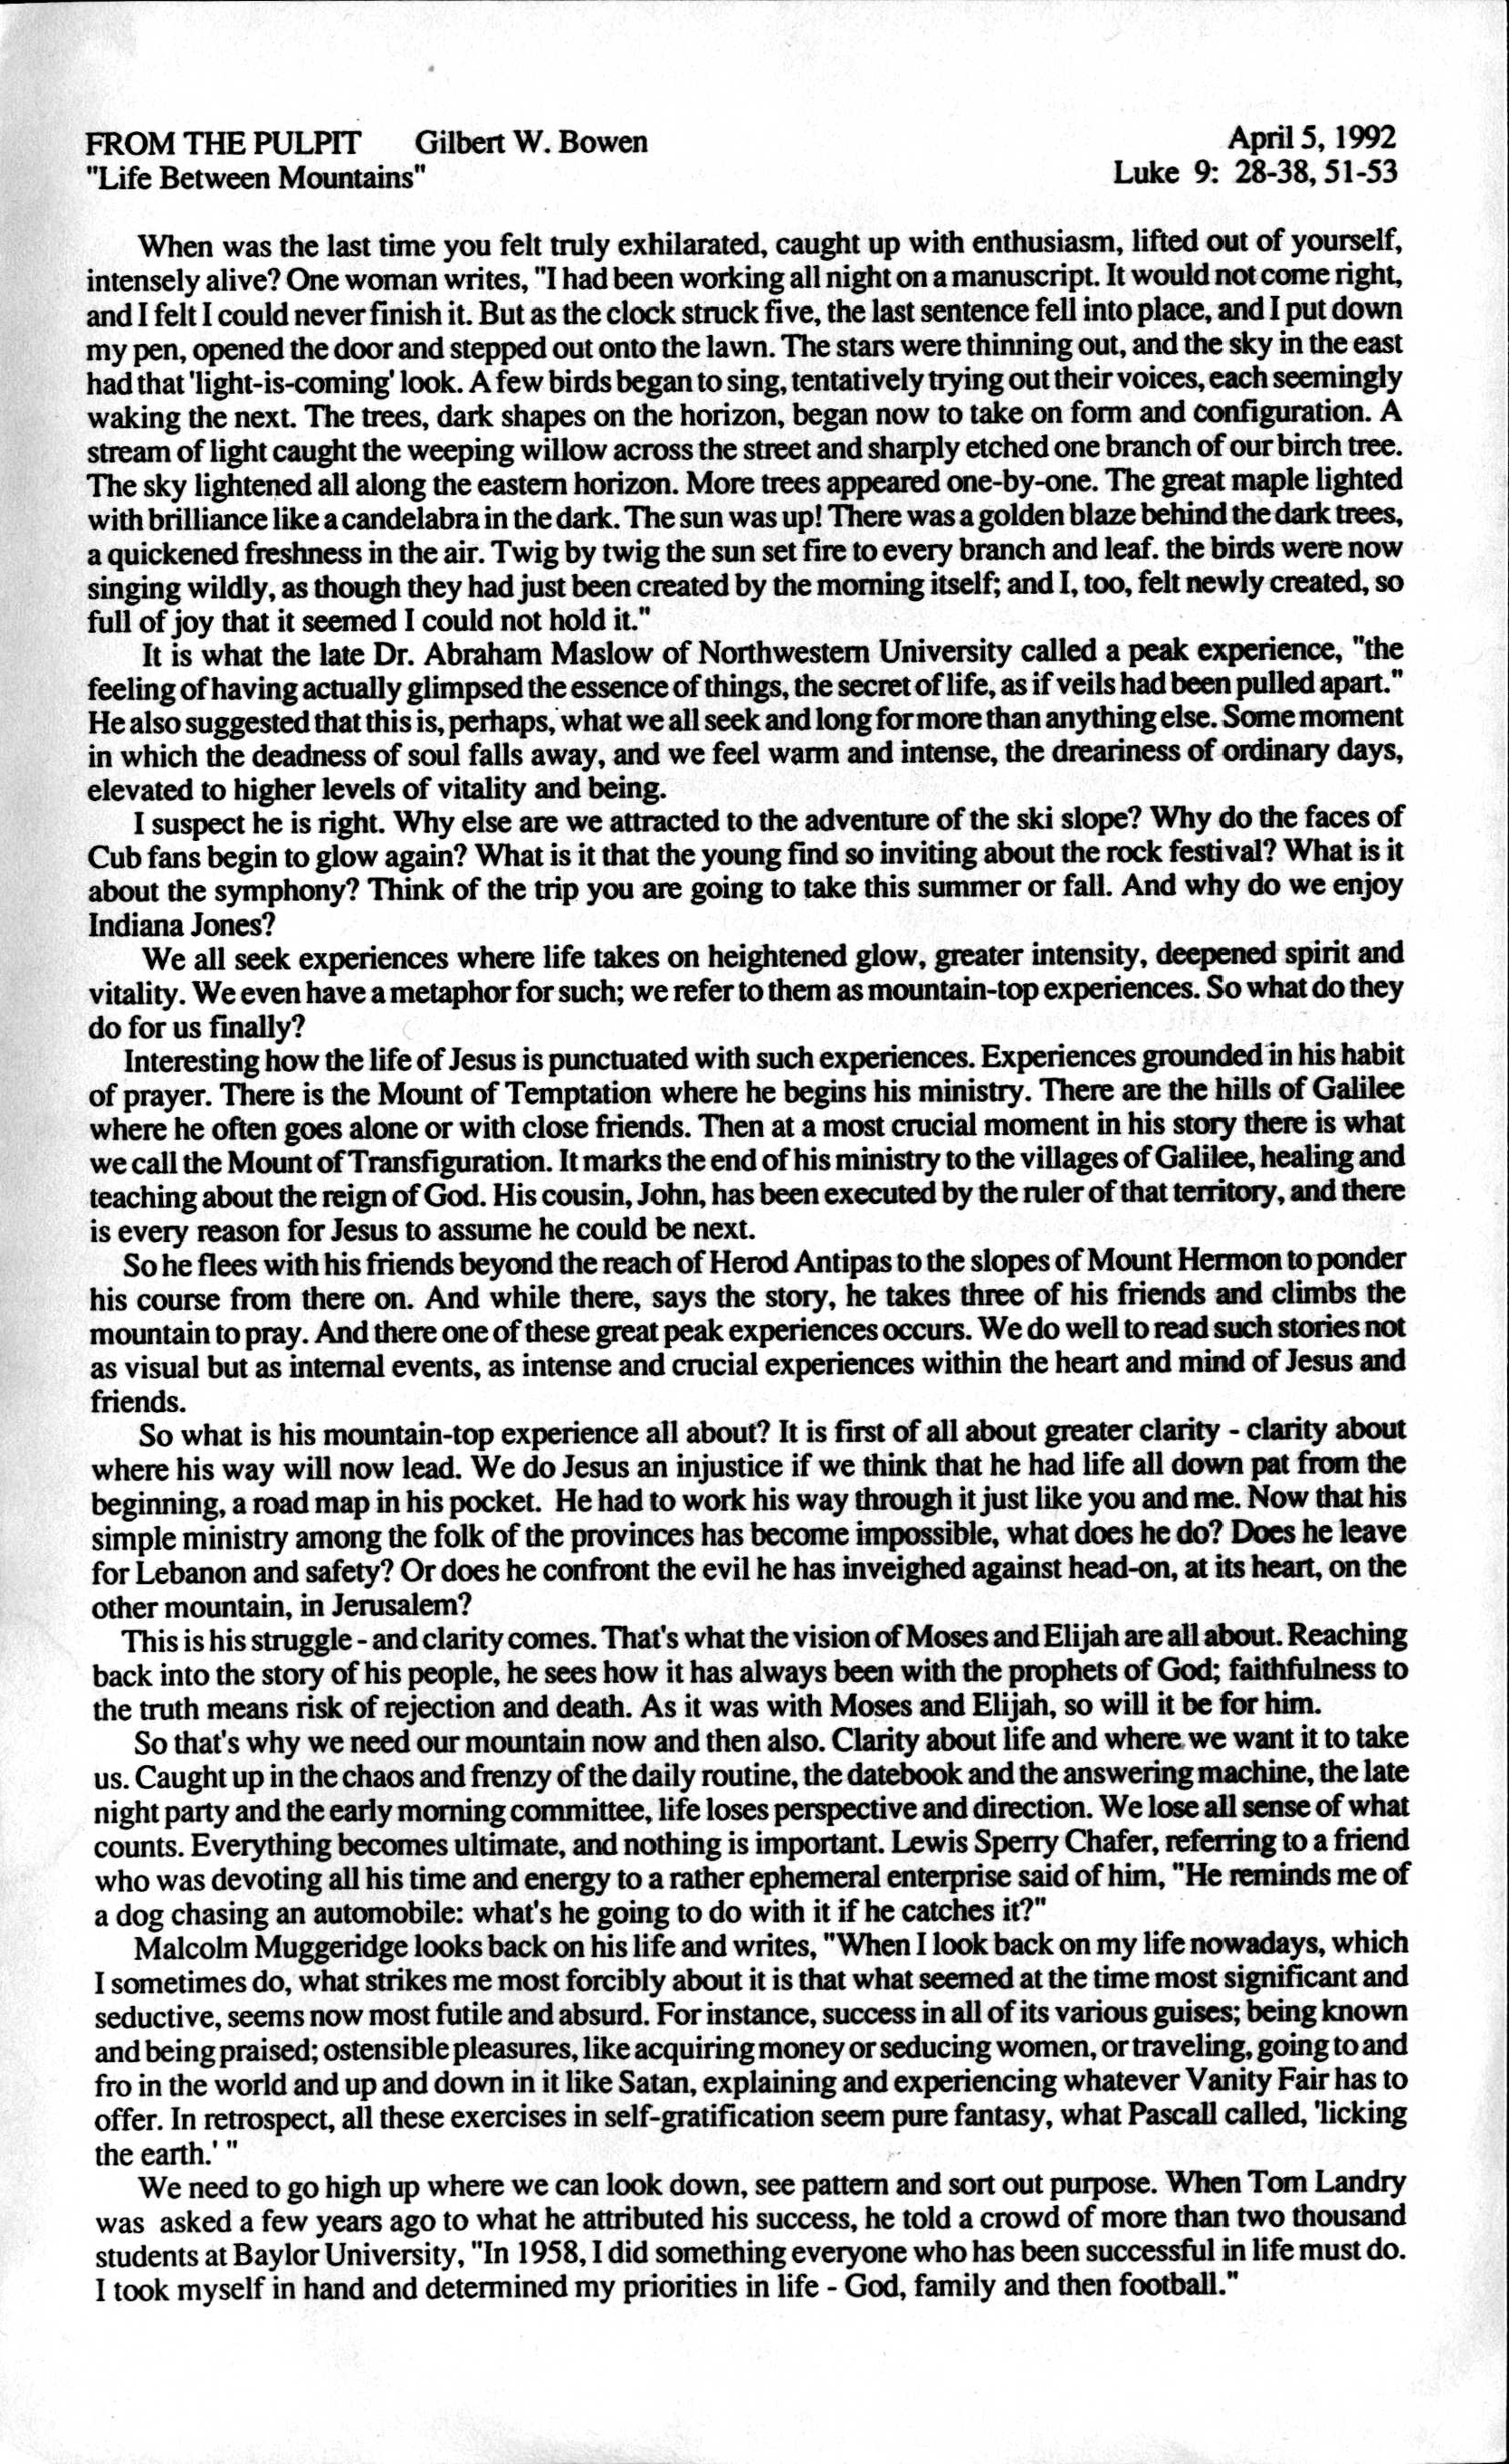 FROM THE PULPIT Gilbert W. Bowen April 5, 1992
"Life Between Mountains" Luke 9: 28-38, 51-53
When was the last time you felt truly exhilarated, caught up with enthusiasm, lifted out of yourself,
intensely alive? One woman writes, "I had been working all night on a manuscript. It would not come right,
and I felt I could never finish it. But as the clock struck five, the last sentence fell into place, and I put down
my pen, opened the door and stepped out onto the lawn. The stars were thinning out, and the sky in the east
had that 'light-is-coming' look. A few birds began to sing, tentatively trying out their voices, each seemingly
waking the next. The trees, dark shapes on the horizon, began now to take on form and configuration. A
stream of light caught the weeping willow across the street and sharply etched one branch of our birch tree.
The sky lightened all along the eastern horizon. More trees appeared one-by-one. The great maple lighted
with brilliance like a candelabra in the dark. The sun was up! There was a golden blaze behind the dark trees,
a quickened freshness in the air. Twig by twig the sun set fire to every branch and leaf. the birds were now
singing wildly, as though they had just been created by the morning itself; and I, too, felt newly created, so
full of joy that it seemed I could not hold it."
It is what the late Dr. Abraham Maslow of Northwestern University called a peak experience, "the
feeling of having actually glimpsed the essence of things, the secret of life, as if veils had been pulled apart."
He also suggested that this is, perhaps, what we all seek and long for more than anything else. Some moment
in which the deadness of soul falls away, and we feel warm and intense, the dreariness of ordinary days,
elevated to higher levels of vitality and being.
I suspect he is right. Why else are we attracted to the adventure of the ski slope? Why do the faces of
Cub fans begin to glow again? What is it that the young find so inviting about the rock festival? What is it
about the symphony? Think of the trip you are going to take this summer or fall. And why do we enjoy
Indiana Jones?
We all seek experiences where life takes on heightened glow, greater intensity, deepened spirit and
vitality. We even have a metaphor for such; we refer to them as mountain-top experiences. So what do they
do for us finally?
Interesting how the life of Jesus is punctuated with such experiences. Experiences grounded in his habit
of prayer. There is the Mount of Temptation where he begins his ministry. There are the hills of Galilee
where he often goes alone or with close friends. Then at a most crucial moment in his story there is what
we call the Mount of Transfiguration. It marks the end of his ministry to the villages of Galilee, healing and
teaching about the reign of God. His cousin, John, has been executed by the ruler of that territory, and there
is every reason for Jesus to assume he could be next.
So he flees with his friends beyond the reach of Herod Antipas to the slopes of Mount Hermon to ponder
his course from there on. And while there, says the story, he takes three of his friends and climbs the
mountain to pray. And there one of these great peak experiences occurs. We do well to read such stories not
as visual but as internal events, as intense and crucial experiences within the heart and mind of Jesus and
friends.
So what is his mountain-top experience all about? It is first of all about greater clarity - clarity about
where his way will now lead. We do Jesus an injustice if we think that he had life all down pat from the
beginning, a road map in his pocket. He had to work his way through it just like you and me. Now that his
simple ministry among the folk of the provinces has become impossible, what does he do? Does he leave
for Lebanon and safety? Or does he confront the evil he has inveighed against head-on, at its heart, on the
other mountain, in Jerusalem?
This is his struggle - and clarity comes. That's what the vision of Moses and Elijah are all about. Reaching
back into the story of his people, he sees how it has always been with the prophets of God; faithfulness to
the truth means risk of rejection and death. As it was with Moses and Elijah, so will it be for him.
So that's why we need our mountain now and then also. Clarity about life and where we want it to take
us. Caught up in the chaos and frenzy of the daily routine, the datebook and the answering machine, the late
night party and the early morning committee, life loses perspective and direction. We lose all sense of what
counts. Everything becomes ultimate, and nothing is important. Lewis Sperry Chafer, referring to a friend
who was devoting all his time and energy to a rather ephemeral enterprise said of him, "He reminds me of
a dog chasing an automobile: what's he going to do with it if he catches it?"
Malcolm Muggeridge looks back on his life and writes, "When I look back on my life nowadays, which
I sometimes do, what strikes me most forcibly about it is that what seemed at the time most significant and
seductive, seems now most futile and absurd. For instance, success in all of its various guises; being known
and being praised; ostensible pleasures, like acquiring money or seducing women, or traveling, going to and
fro in the world and up and down in it like Satan, explaining and experiencing whatever Vanity Fair has to
offer. In retrospect, all these exercises in self-gratification seem pure fantasy, what Pascall called, 'licking
the earth.' "
We need to go high up where we can look down, see pattern and sort out purpose. When Tom Landry
was asked a few years ago to what he attributed his success, he told a crowd of more than two thousand
students at Baylor University, "In 1958, I did something everyone who has been successful in life must do.
I took myself in hand and determined my priorities in life - God, family and then football."